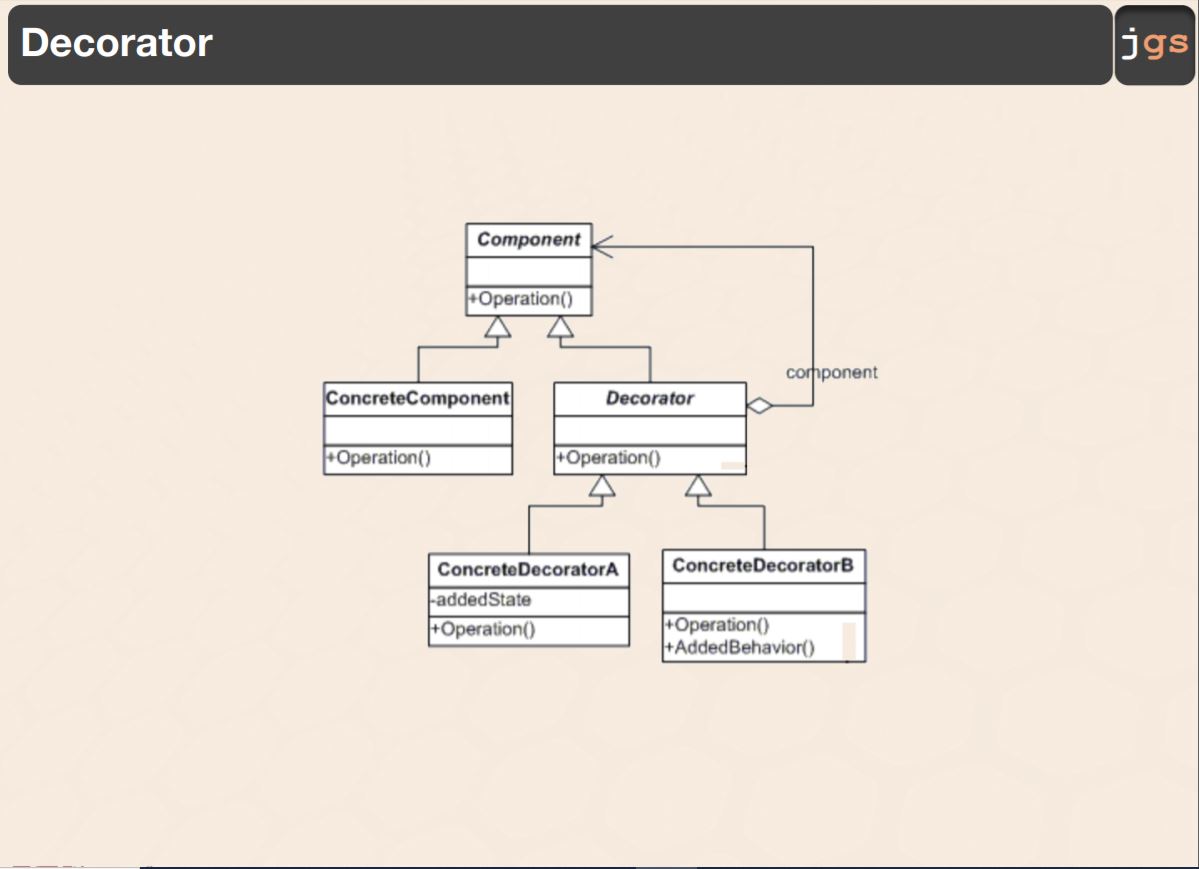 Decorator
jgs
Component
+Operation()
component
ConcreteComponent
+Operation()
Decorator
+Operation()
ConcreteDecoratorA
-addedState
+Operation()
ConcreteDecoratorB
+Operation()
+AddedBehavior()